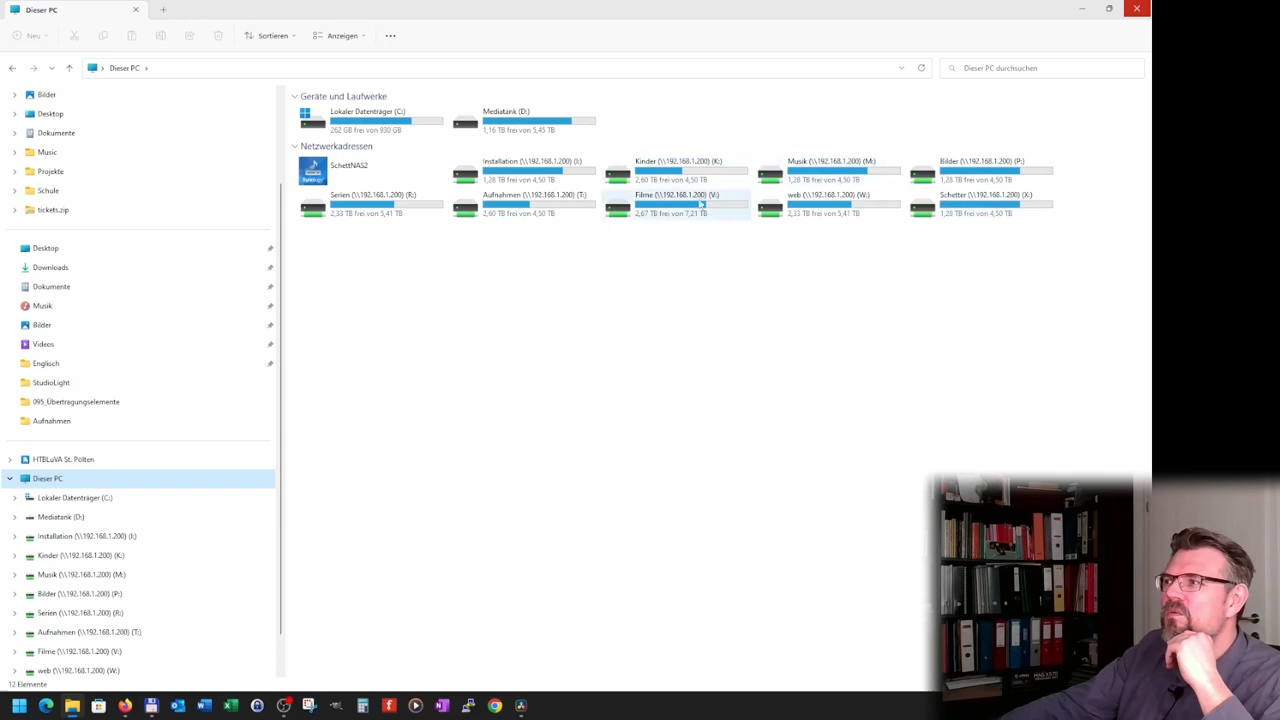 Dieser PC
Neu
Sortieren
Anzeigen
Dieser PC
Dieser PC durchsuchen
Bilder
Desktop
Dokumente
Music
Projekte
Schule
tickets.zip
Desktop
Downloads
Dokumente
Musik
Bilder
Videos
Englisch
StudioLight
095_Übertragungselemente
Aufnahmen
HTBLuVA St. Pölten
Dieser PC
Lokaler Datenträger (C:)
Mediatank (D:)
Installation (\\192.168.1.200) (I:)
Kinder (\\192.168.1.200) (K:)
Musik (\\192.168.1.200) (M:)
Bilder (\\192.168.1.200) (P:)
Serien (\\192.168.1.200) (R:)
Aufnahmen (\\192.168.1.200) (T:)
Filme (\\192.168.1.200) (V:)
web (\\192.168.1.200) (W:)
12 Elemente
Geräte und Laufwerke
Lokaler Datenträger (C:)
262 GB frei von 930 GB
Mediatank (D:)
1,16 TB frei von 5,45 TB
Netzwerkadressen
SchettNAS2
Synology
Installation (\\192.168.1.200) (I:)
1,28 TB frei von 4,50 TB
Kinder (\\192.168.1.200) (K:)
2,60 TB frei von 4,50 TB
Musik (\\192.168.1.200) (M:)
1,28 TB frei von 4,50 TB
Bilder (\\192.168.1.200) (P:)
1,28 TB frei von 4,50 TB
Serien (\\192.168.1.200) (R:)
2,33 TB frei von 5,41 TB
Aufnahmen (\\192.168.1.200) (T:)
2,60 TB frei von 4,50 TB
Filme (\\192.168.1.200) (V:)
2,67 TB frei von 7,21 TB
web (\\192.168.1.200) (W:)
2,33 TB frei von 5,41 TB
Schetter (\\192.168.1.200) (X:)
1,28 TB frei von 4,50 TB